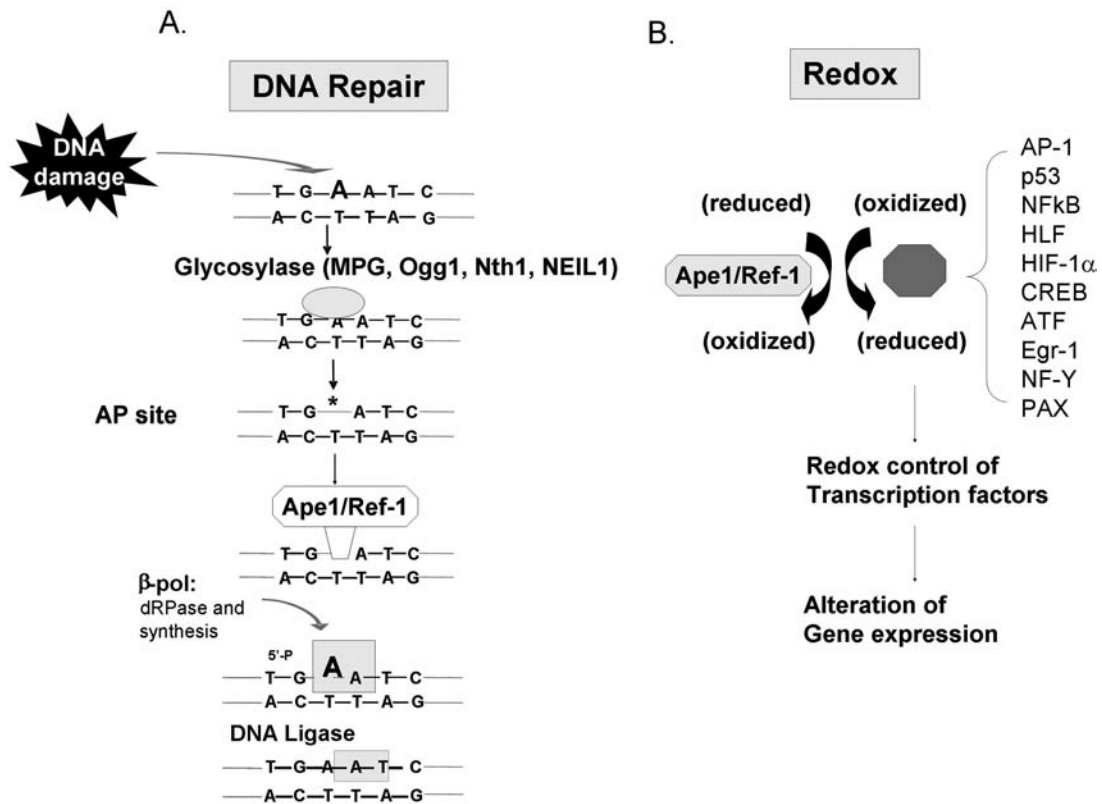 A.
DNA Repair
DNA
damage
T G A A T C
A C T T A G
Glycosylase (MPG, Ogg1, Nth1, NEIL1)
T G A A T C
A C T T A G
AP site
*
T G A T C
A C T T A G
Ape1/Ref-1
T G A T C
A C T T A G
β-pol:
dRPase and
synthesis
5'-P
A
T G A T C
A C T T A G
DNA Ligase
T G A A T C
A C T T A G
B.
Redox
(reduced) (oxidized)
Ape1/Ref-1
(oxidized) (reduced)
AP-1
p53
NFkB
HLF
HIF-1α
CREB
ATF
Egr-1
NF-Y
PAX
Redox control of
Transcription factors
Alteration of
Gene expression